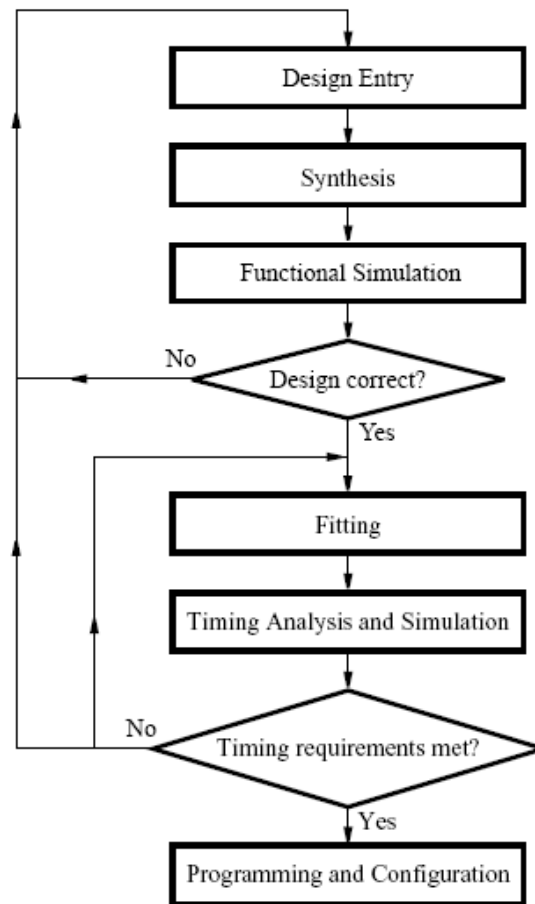 Design Entry
Synthesis
Functional Simulation
No
Design correct?
Yes
Fitting
Timing Analysis and Simulation
No
Timing requirements met?
Yes
Programming and Configuration